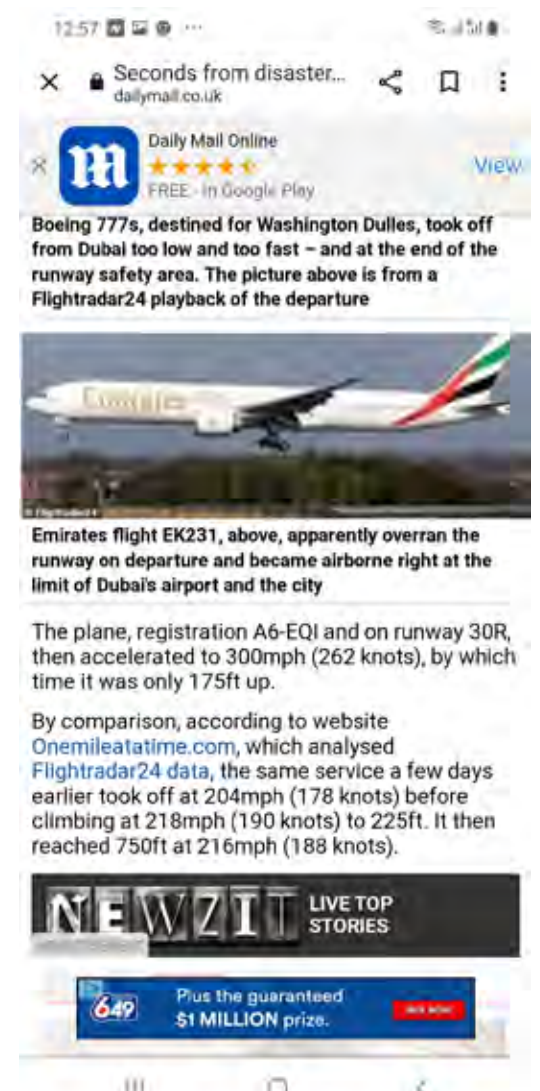 12:57
Seconds from disaster...
dailymail.co.uk
Daily Mail Online
FREE - In Google Play
View
Boeing 777s, destined for Washington Dulles, took off
from Dubai too low and too fast – and at the end of the
runway safety area. The picture above is from a
Flightradar24 playback of the departure
Emirates
© Flightradar24
Emirates flight EK231, above, apparently overran the
runway on departure and became airborne right at the
limit of Dubai's airport and the city
The plane, registration A6-EQI and on runway 30R,
then accelerated to 300mph (262 knots), by which
time it was only 175ft up.
By comparison, according to website
Onemileatatime.com, which analysed
Flightradar24 data, the same service a few days
earlier took off at 204mph (178 knots) before
climbing at 218mph (190 knots) to 225ft. It then
reached 750ft at 216mph (188 knots).
NEWZIT LIVE TOP
STORIES
649
Plus the guaranteed
$1 MILLION prize.